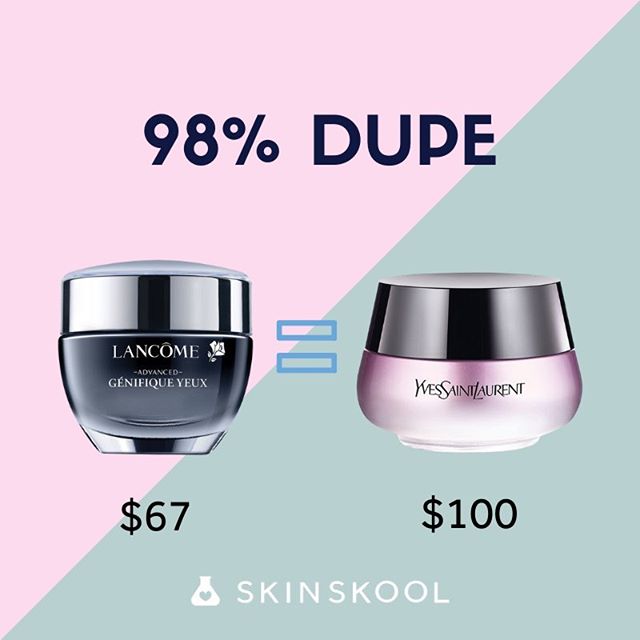 98% DUPE
LANCÔME
-ADVANCED-
GÉNIFIQUE YEUX
YVESSAINTLAURENT
$67
$100
SKINSKOOL